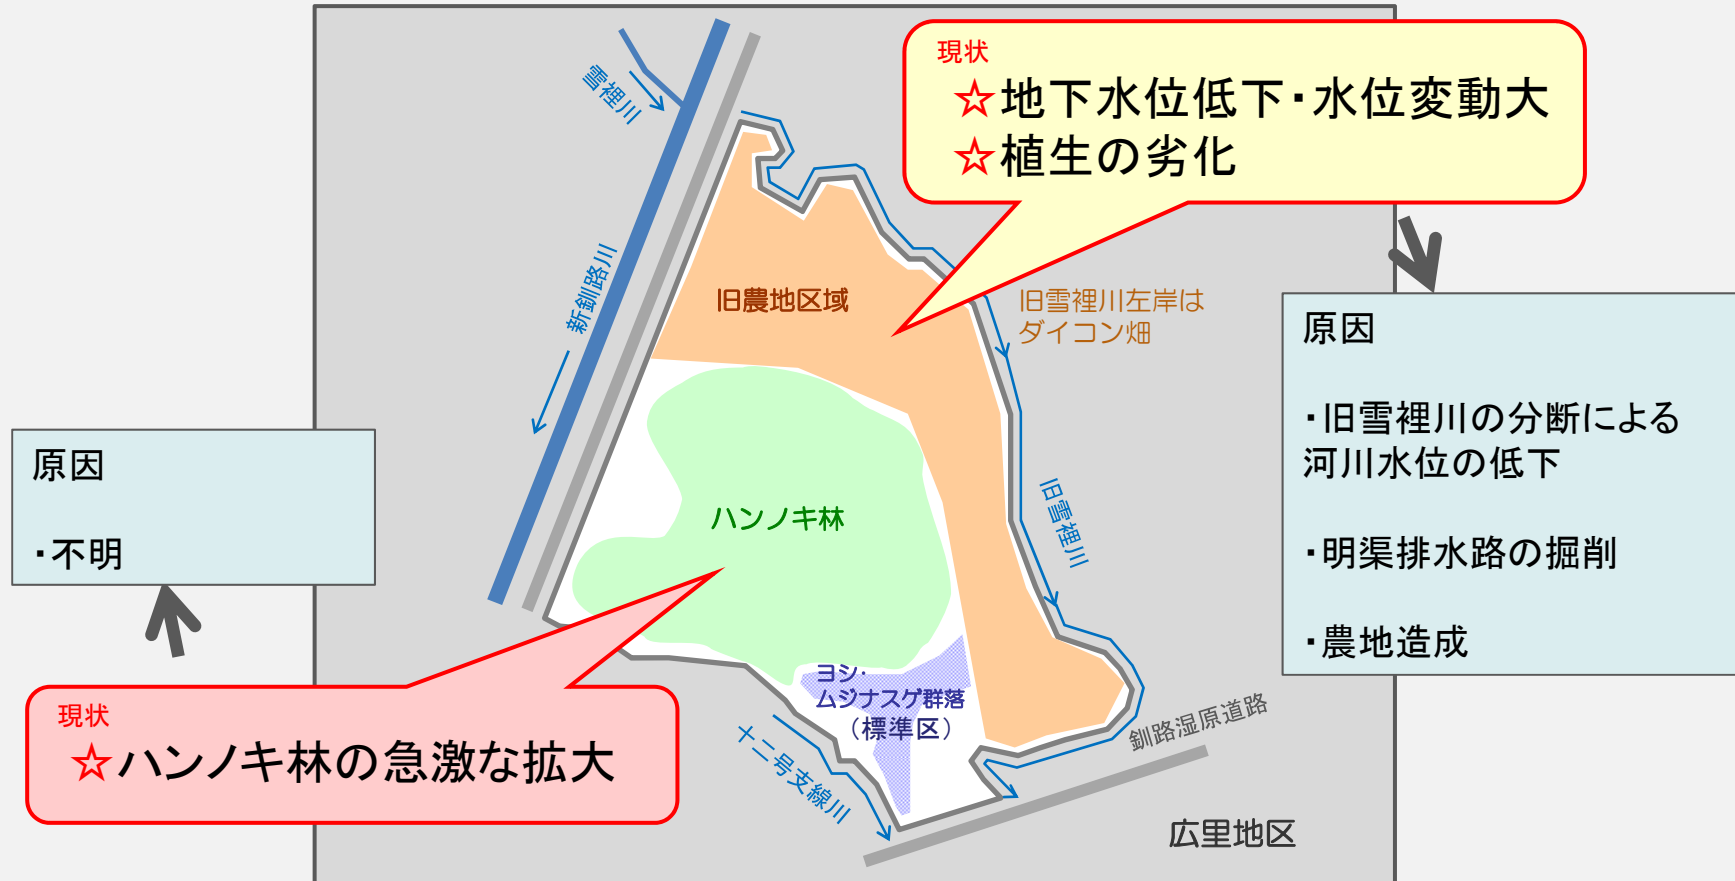 現状
☆地下水位低下・水位変動大
☆植生の劣化
雪裡川
新釧路川
旧農地区域
旧雪裡川左岸は
ダイコン畑
原因
・旧雪裡川の分断による
河川水位の低下
・明渠排水路の掘削
・農地造成
原因
・不明
ハンノキ林
旧雪裡川
ヨシ・
ムジナスゲ群落
（標準区）
現状
☆ハンノキ林の急激な拡大
十二号支線川
釧路湿原道路
広里地区